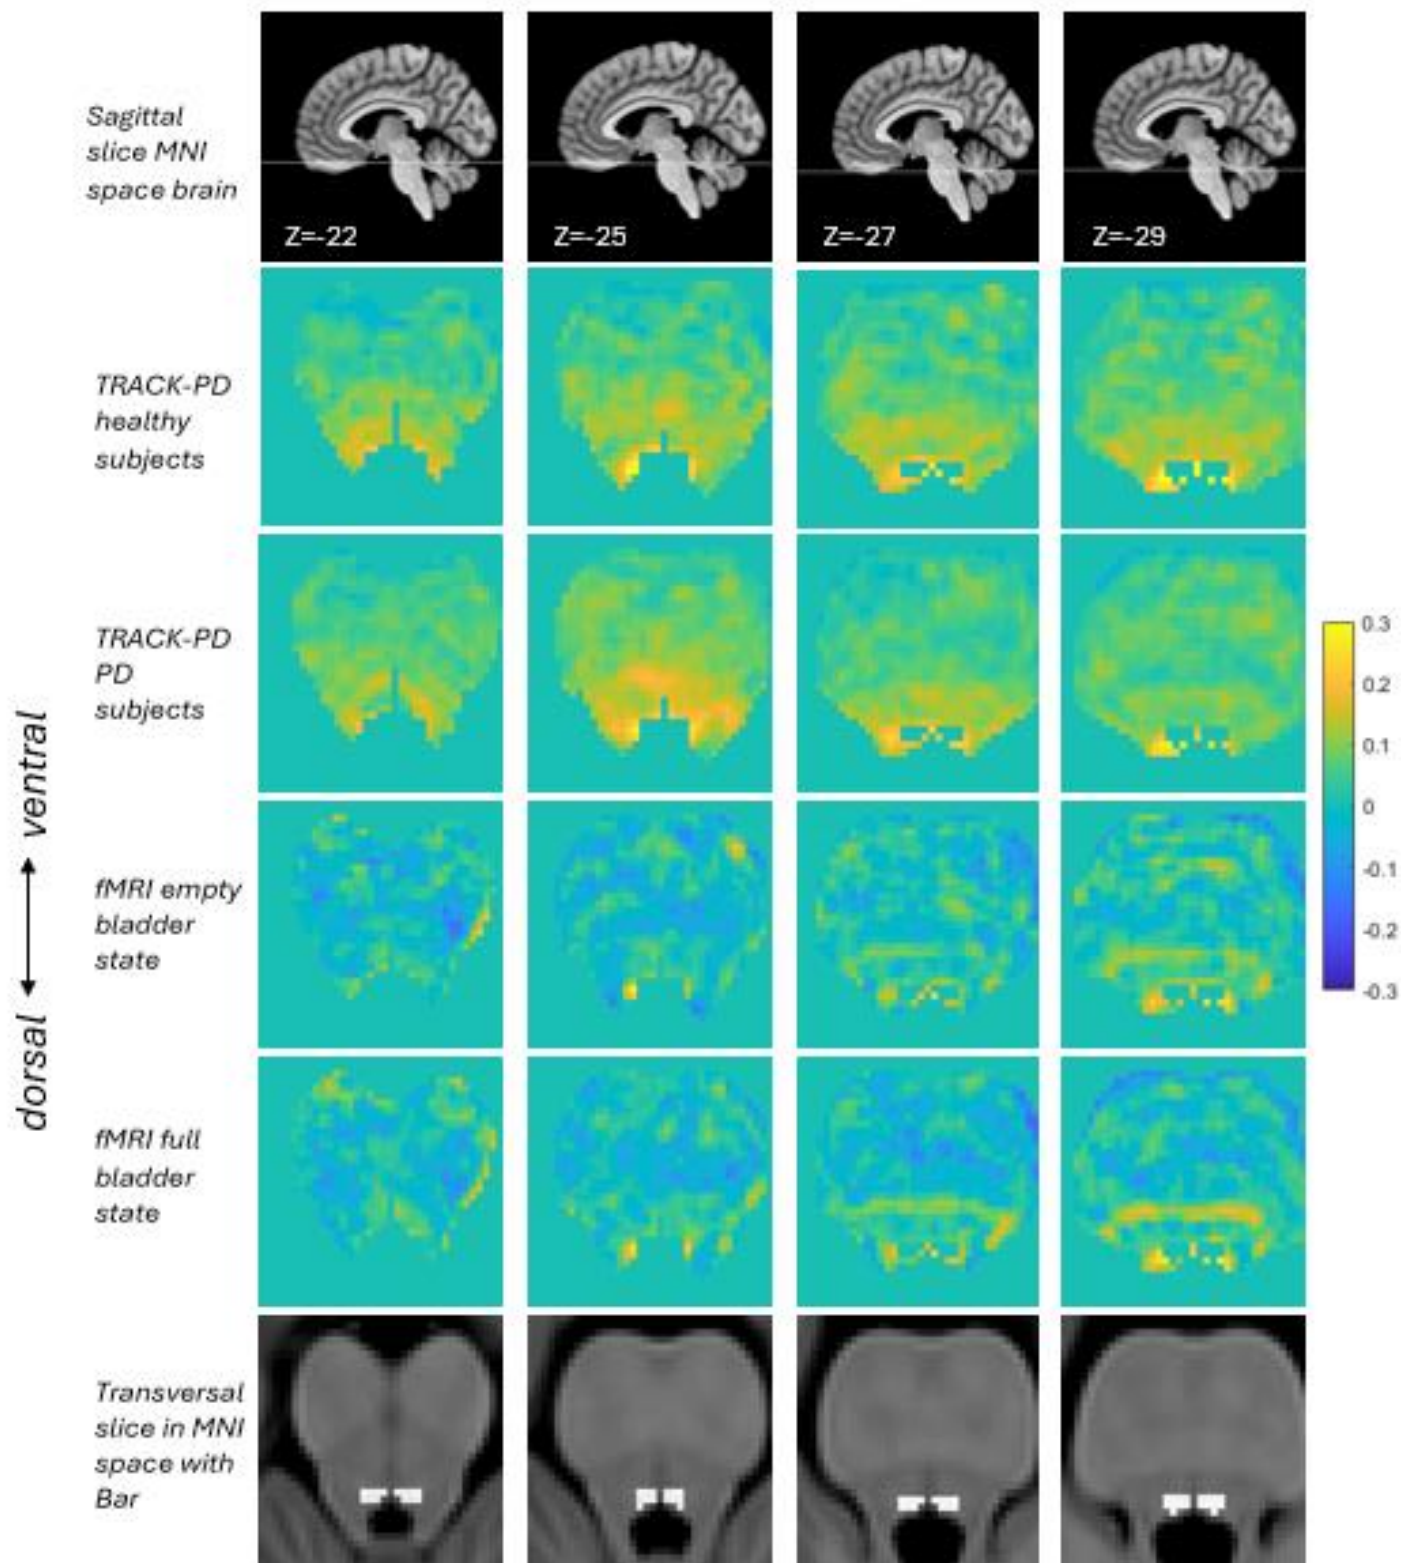 Sagittal
slice MNI
space brain
Z=-22
Z=-25
Z=-27
Z=-29
TRACK-PD
healthy
subjects
TRACK-PD
PD
subjects
fMRI empty
bladder
state
fMRI full
bladder
state
Transversal
slice in MNI
space with
Bar
dorsal ventral
0.3
0.2
0.1
0
-0.1
-0.2
-0.3